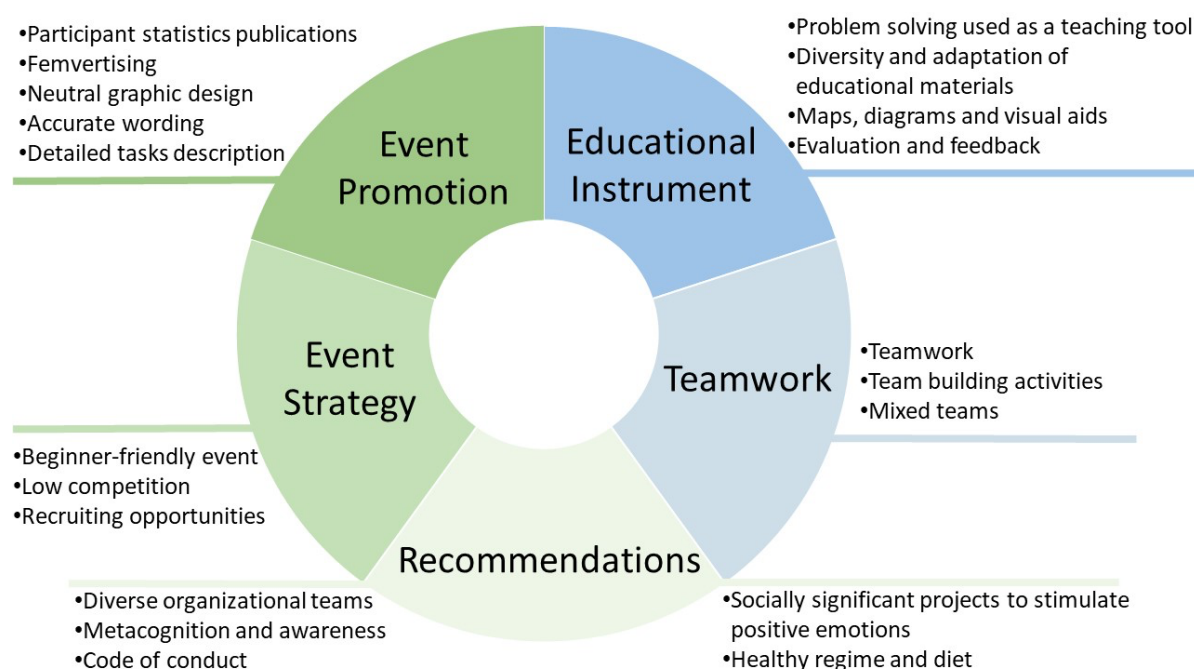 •Participant statistics publications
•Femvertising
•Neutral graphic design
•Accurate wording
•Detailed tasks description
Event
Promotion
Educational
Instrument
•Problem solving used as a teaching tool
•Diversity and adaptation of
educational materials
•Maps, diagrams and visual aids
•Evaluation and feedback
Event
Strategy
•Beginner-friendly event
•Low competition
•Recruiting opportunities
Teamwork
•Teamwork
•Team building activities
•Mixed teams
Recommendations
•Diverse organizational teams
•Metacognition and awareness
•Code of conduct
•Socially significant projects to stimulate
positive emotions
•Healthy regime and diet